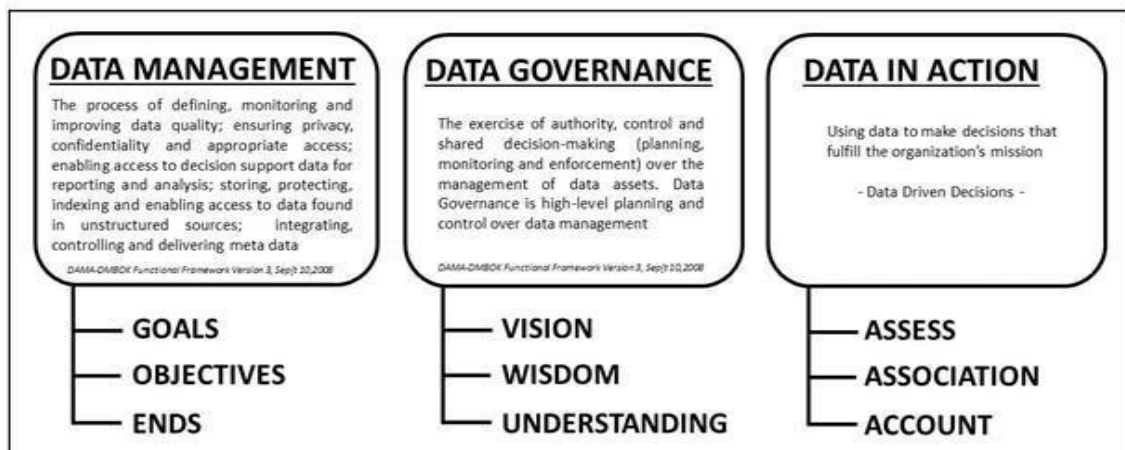 DATA MANAGEMENT
The process of defining, monitoring and
improving data quality; ensuring privacy,
confidentiality and appropriate access;
enabling access to decision support data for
reporting and analysis; storing, protecting,
indexing and enabling access to data found
in unstructured sources; integrating,
controlling and delivering meta data
DAMA-DMBOK Functional Framework Version 3, Sep/t 10,2008
GOALS
OBJECTIVES
ENDS
DATA GOVERNANCE
The exercise of authority, control and
shared decision-making (planning,
monitoring and enforcement) over the
management of data assets. Data
Governance is high-level planning and
control over data management
DAMA-DMBOK Functional Framework Version 3, Sep/t 10,2008
VISION
WISDOM
UNDERSTANDING
DATA IN ACTION
Using data to make decisions that
fulfill the organization's mission
- Data Driven Decisions -
ASSESS
ASSOCIATION
ACCOUNT